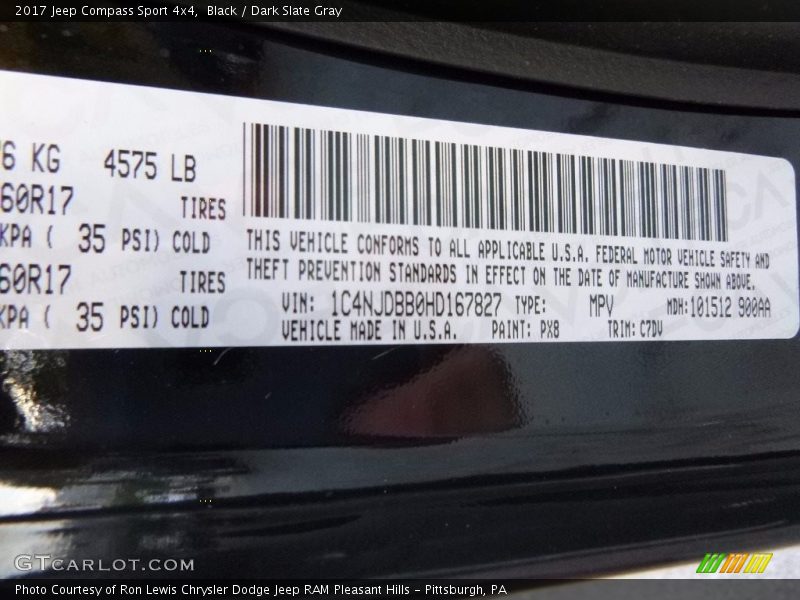 2017 Jeep Compass Sport 4x4, Black / Dark Slate Gray
6 KG 4575 LB
60R17 TIRES
KPA ( 35 PSI) COLD
60R17 TIRES
KPA ( 35 PSI) COLD
THIS VEHICLE CONFORMS TO ALL APPLICABLE U.S.A. FEDERAL MOTOR VEHICLE SAFETY AND
THEFT PREVENTION STANDARDS IN EFFECT ON THE DATE OF MANUFACTURE SHOWN ABOVE.
VIN: 1C4NJDBB0HD167827 TYPE: MPV MDH:101512 900AA
VEHICLE MADE IN U.S.A. PAINT: PX8 TRIM: C7DV
GTCARLOT.COM
Photo Courtesy of Ron Lewis Chrysler Dodge Jeep RAM Pleasant Hills - Pittsburgh, PA